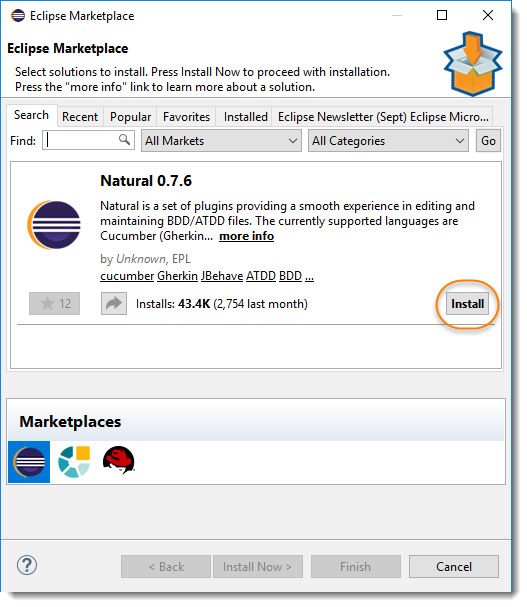 Eclipse Marketplace
Eclipse Marketplace
Select solutions to install. Press Install Now to proceed with installation.
Press the "more info" link to learn more about a solution.
Search Recent Popular Favorites Installed Eclipse Newsletter (Sept) Eclipse Micro...
Find: All Markets All Categories Go
Natural 0.7.6
Natural is a set of plugins providing a smooth experience in editing and
maintaining BDD/ATDD files. The currently supported languages are
Cucumber (Gherkin... more info
by Unknown, EPL
cucumber Gherkin JBehave ATDD BDD ...
12 Installs: 43.4K (2,754 last month) Install
Marketplaces
? < Back Install Now > Finish Cancel